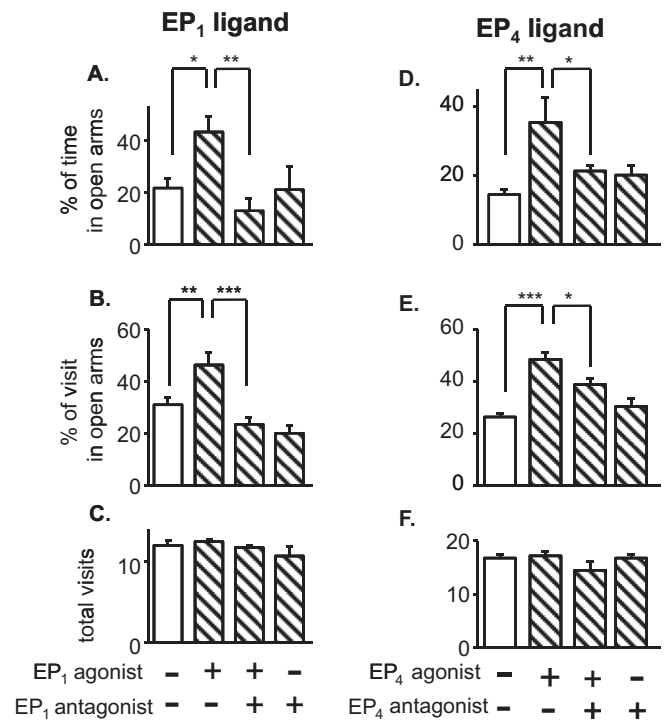 EP₁ ligand
EP₄ ligand
A.
* **
% of time
in open arms
40
20
0
D.
** *
40
20
0
B.
** ***
% of visit
in open arms
60
40
20
0
E.
*** *
60
40
20
0
C.
total visits
10
0
F.
20
10
0
EP₁ agonist - + + -
EP₁ antagonist - - + +
EP₄ agonist - + + -
EP₄ antagonist - - + +